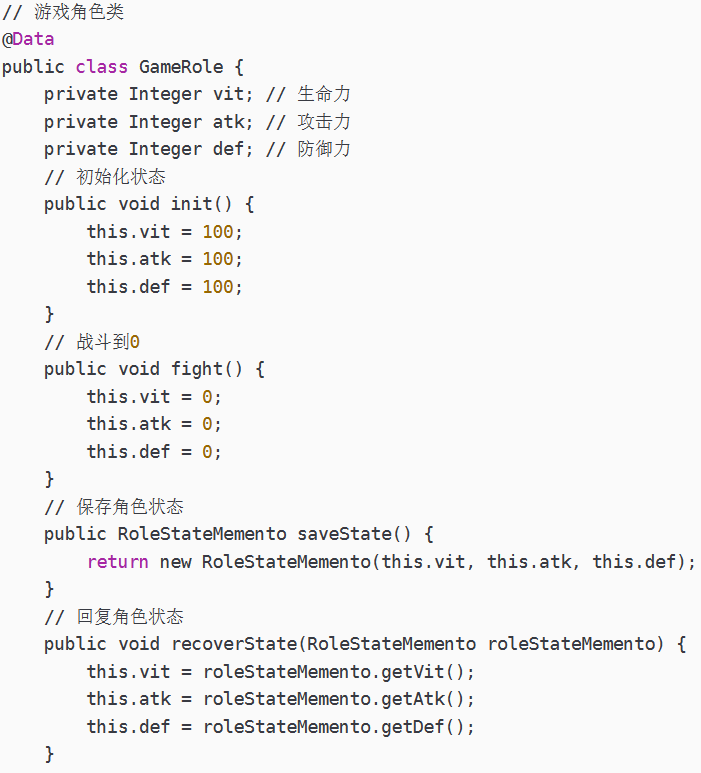 // 游戏角色类
@Data
public class GameRole {
    private Integer vit; // 生命力
    private Integer atk; // 攻击力
    private Integer def; // 防御力
    // 初始化状态
    public void init() {
        this.vit = 100;
        this.atk = 100;
        this.def = 100;
    }
    // 战斗到0
    public void fight() {
        this.vit = 0;
        this.atk = 0;
        this.def = 0;
    }
    // 保存角色状态
    public RoleStateMemento saveState() {
        return new RoleStateMemento(this.vit, this.atk, this.def);
    }
    // 回复角色状态
    public void recoverState(RoleStateMemento roleStateMemento) {
        this.vit = roleStateMemento.getVit();
        this.atk = roleStateMemento.getAtk();
        this.def = roleStateMemento.getDef();
    }